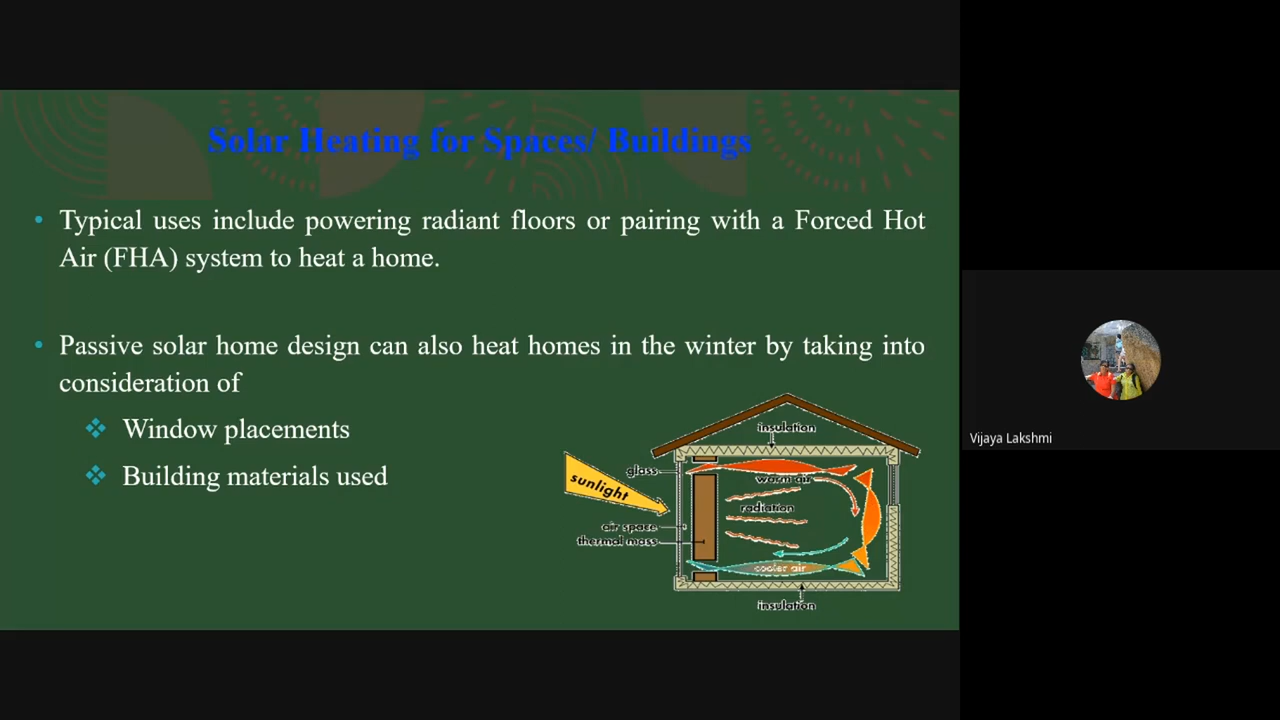 Solar Heating for Spaces/ Buildings
• Typical uses include powering radiant floors or pairing with a Forced Hot
Air (FHA) system to heat a home.
• Passive solar home design can also heat homes in the winter by taking into
consideration of
❖ Window placements
❖ Building materials used
insulation
glass
sunlight
warm air
radiation
air space
thermal mass
cooler air
insulation
Vijaya Lakshmi